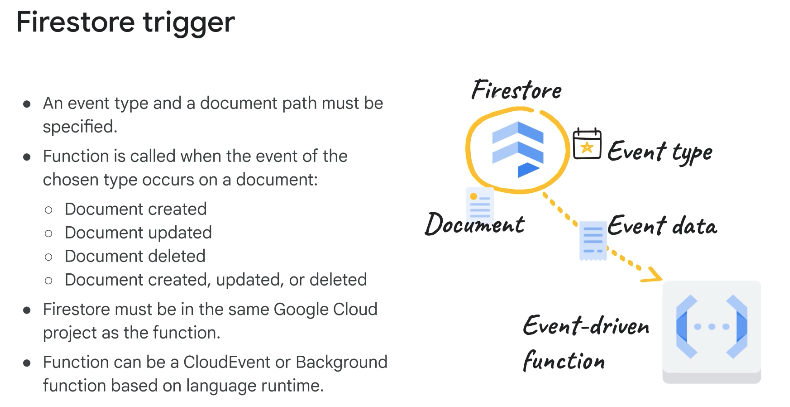 Firestore trigger
● An event type and a document path must be
specified.
● Function is called when the event of the
chosen type occurs on a document:
○ Document created
○ Document updated
○ Document deleted
○ Document created, updated, or deleted
● Firestore must be in the same Google Cloud
project as the function.
● Function can be a CloudEvent or Background
function based on language runtime.
Firestore
Event type
Document
Event data
Event-driven
function